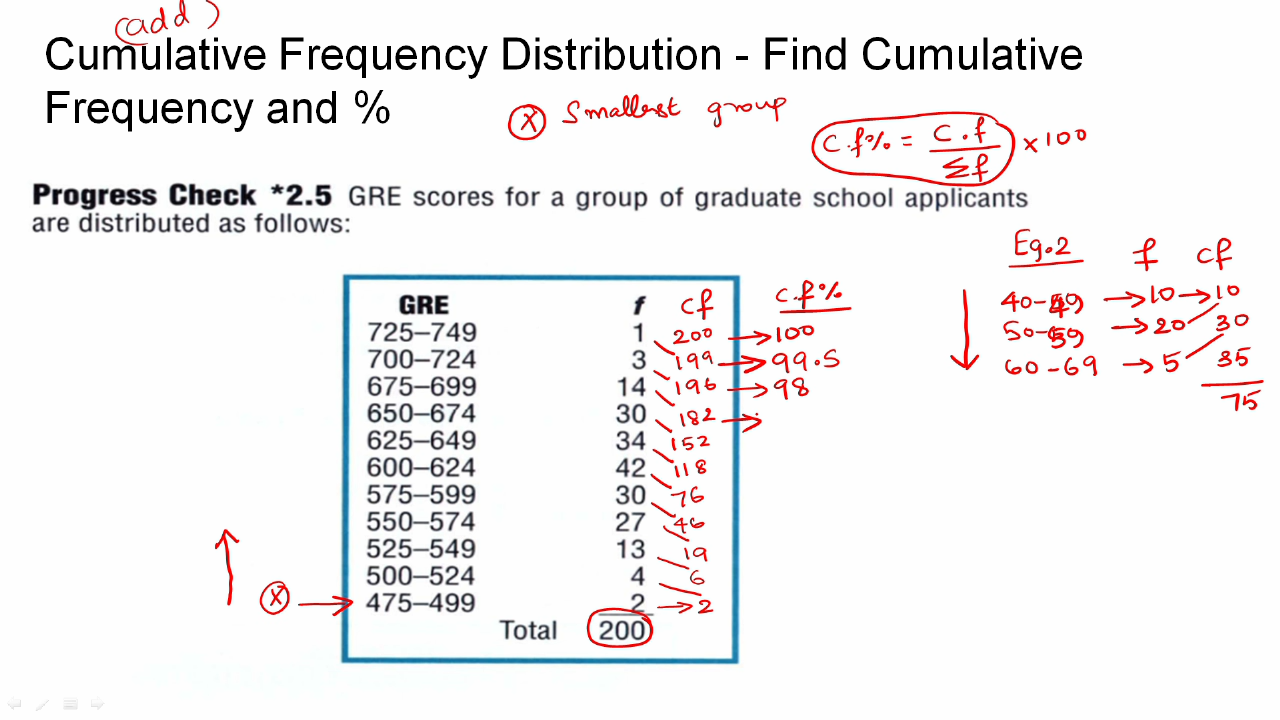 (add)
Cumulative Frequency Distribution - Find Cumulative
Frequency and %
(X) Smallest group
C.f% = C.f / Σf × 100
Progress Check *2.5 GRE scores for a group of graduate school applicants
are distributed as follows:
Eg.2 f cf
40-49 → 10 → 10
50-59 → 20 30
60-69 → 5 35
75
GRE f cf C.f%
725–749 1 200 → 100
700–724 3 199 → 99.5
675–699 14 196 → 98
650–674 30 182 →
625–649 34 152
600–624 42 118
575–599 30 76
550–574 27 46
525–549 13 19
500–524 4 6
(X) → 475–499 2 → 2
Total 200